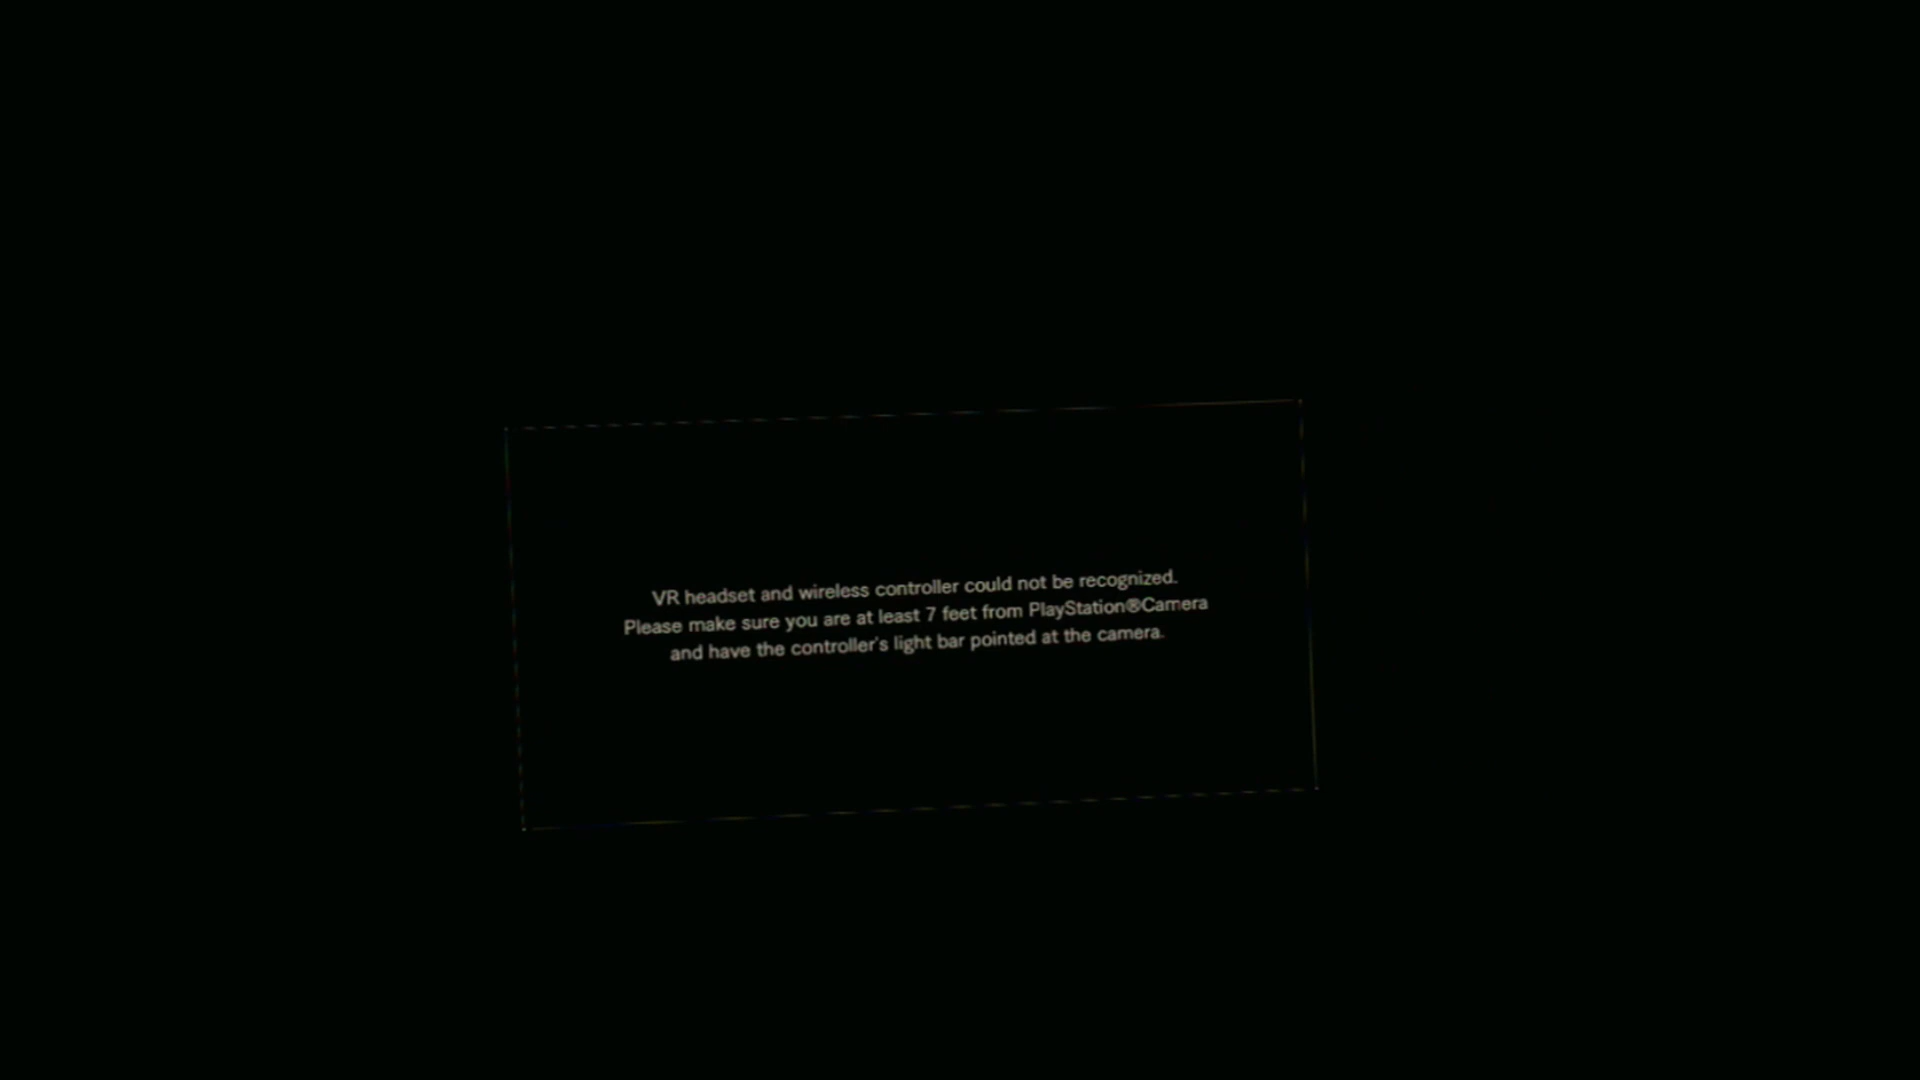 VR headset and wireless controller could not be recognized.
Please make sure you are at least 7 feet from PlayStation®Camera
and have the controller's light bar pointed at the camera.